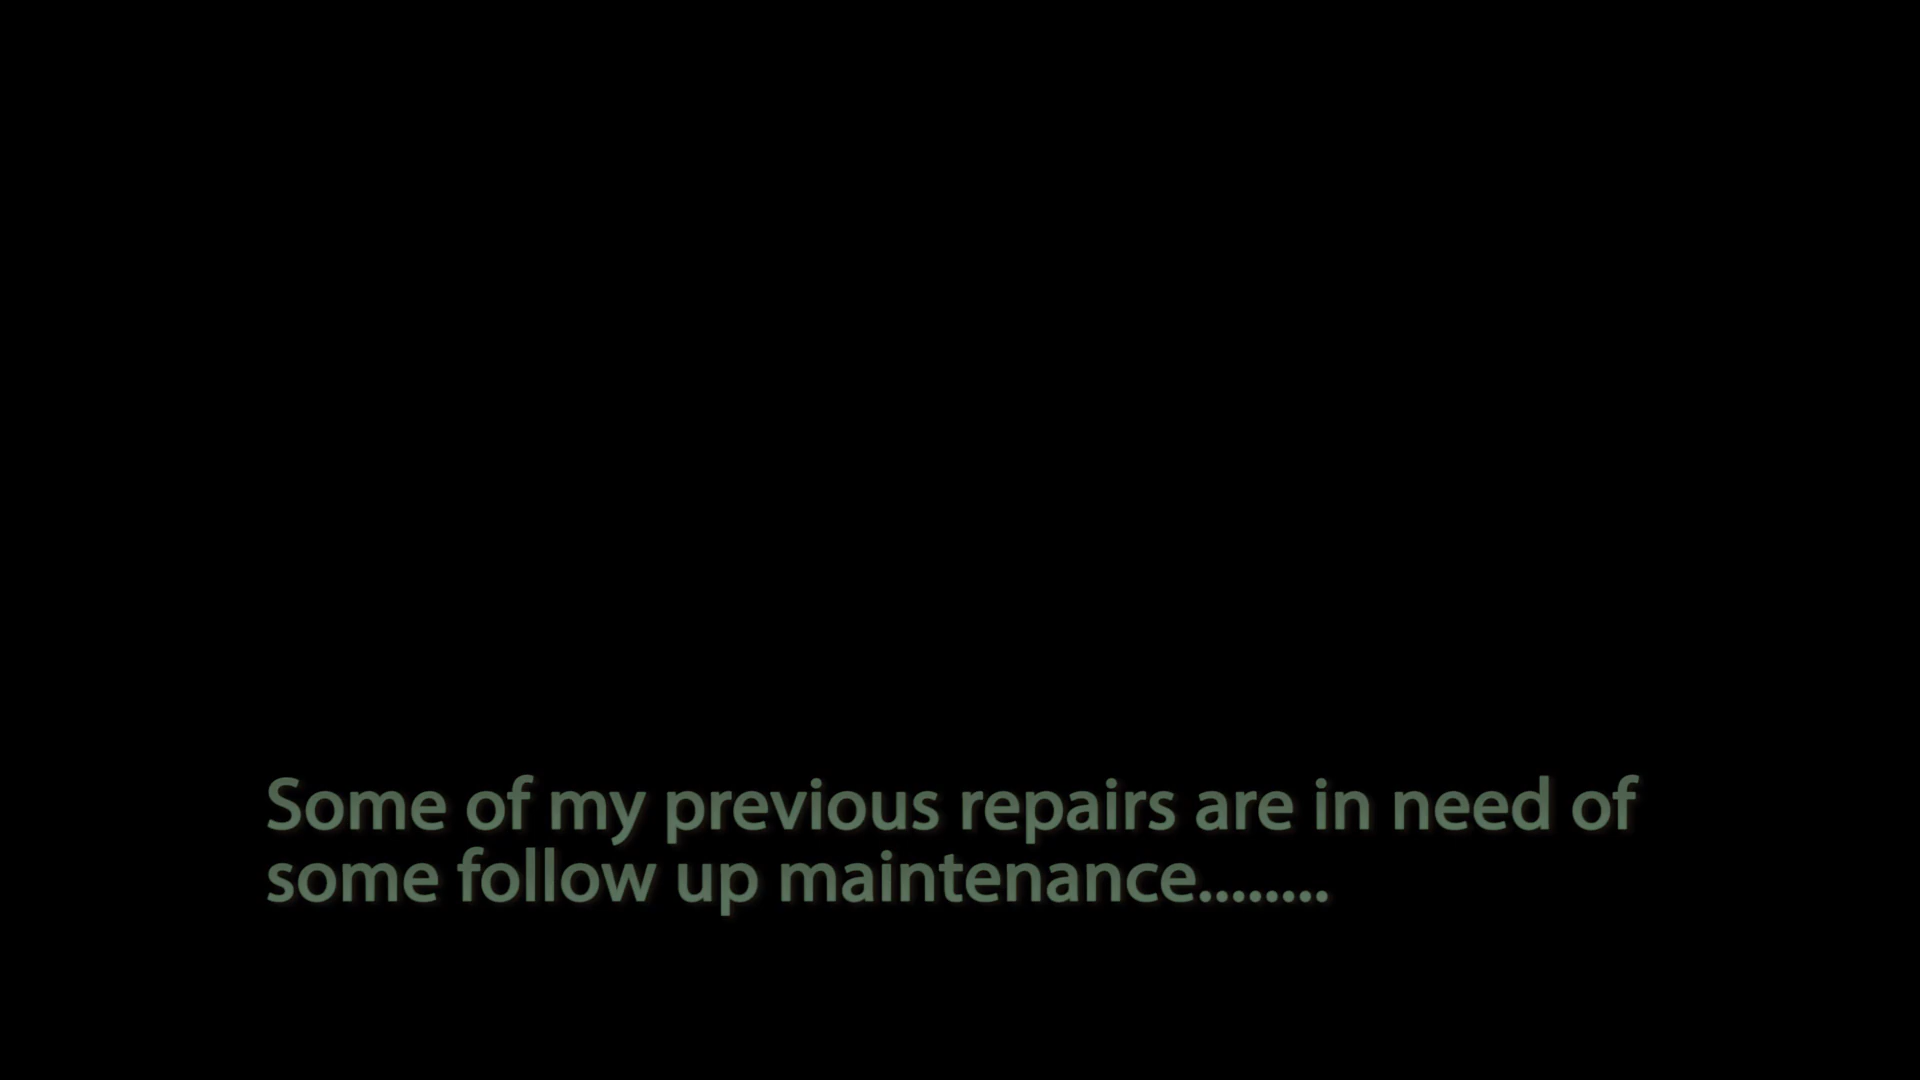 Some of my previous repairs are in need of
some follow up maintenance........